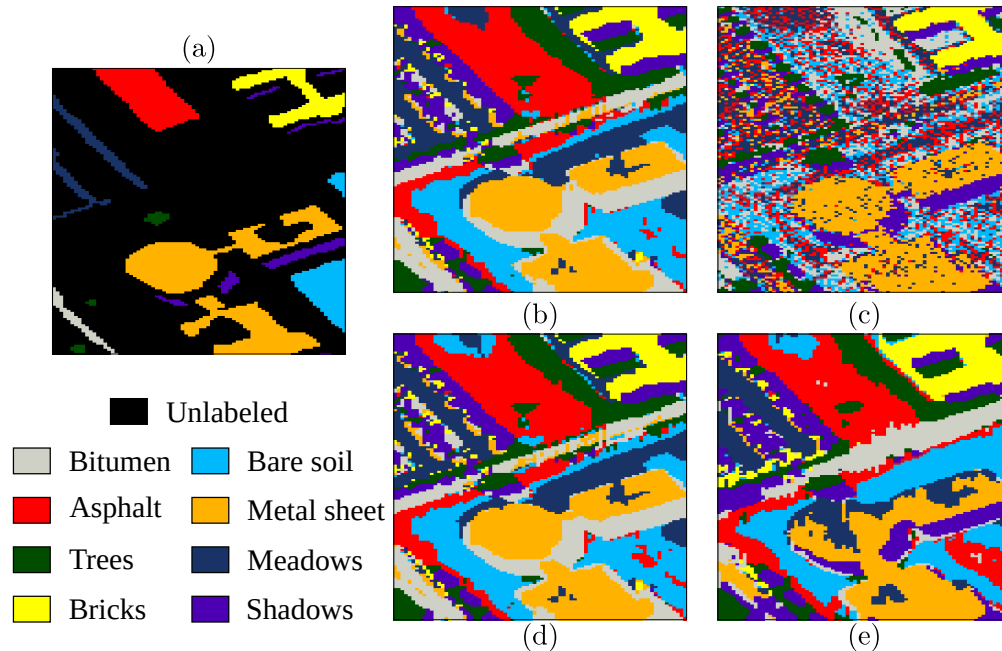 (a)
(b)
(c)
Unlabeled
Bitumen
Bare soil
Asphalt
Metal sheet
Trees
Meadows
Bricks
Shadows
(d)
(e)